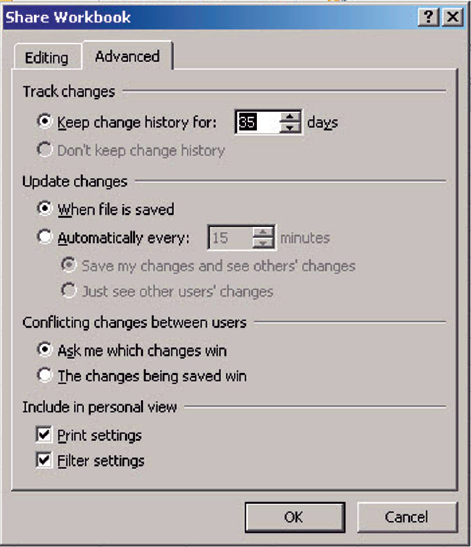 Share Workbook
Editing Advanced
Track changes
Keep change history for: 35 days
Don't keep change history
Update changes
When file is saved
Automatically every: 15 minutes
Save my changes and see others' changes
Just see other users' changes
Conflicting changes between users
Ask me which changes win
The changes being saved win
Include in personal view
Print settings
Filter settings
OK Cancel